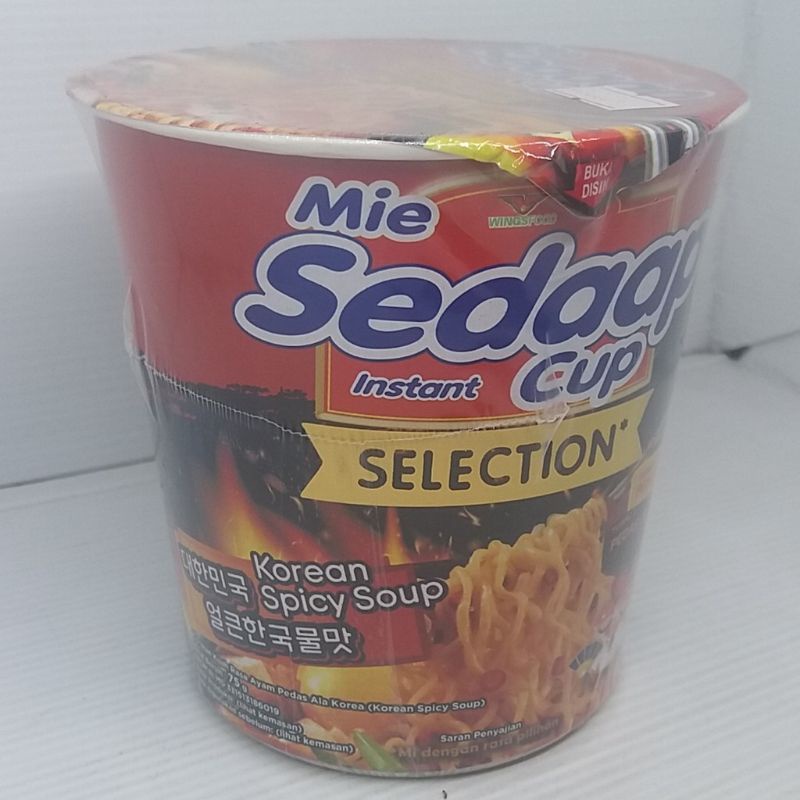 BUKA
DISINI
WINGSFOOD
Mie
Sedaap
Instant Cup
SELECTION*
대한민국 Korean
Spicy Soup
얼큰한국물맛
Rasa Ayam Pedas Ala Korea (Korean Spicy Soup)
75 g
(lihat kemasan)
sebelum: (lihat kemasan)
Saran Penyajian
Mi dengan rasa pilihan